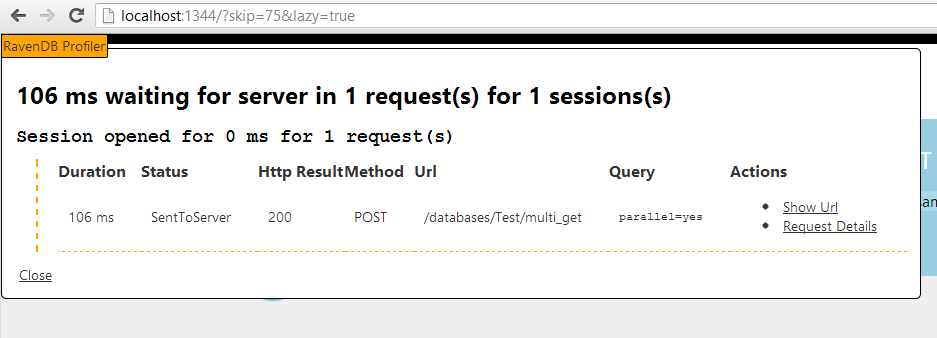 localhost:1344/?skip=75&lazy=true
RavenDB Profiler
106 ms waiting for server in 1 request(s) for 1 sessions(s)
Session opened for 0 ms for 1 request(s)
Duration Status Http Result Method Url Query Actions
106 ms SentToServer 200 POST /databases/Test/multi_get parallel=yes
Show Url
Request Details
Close